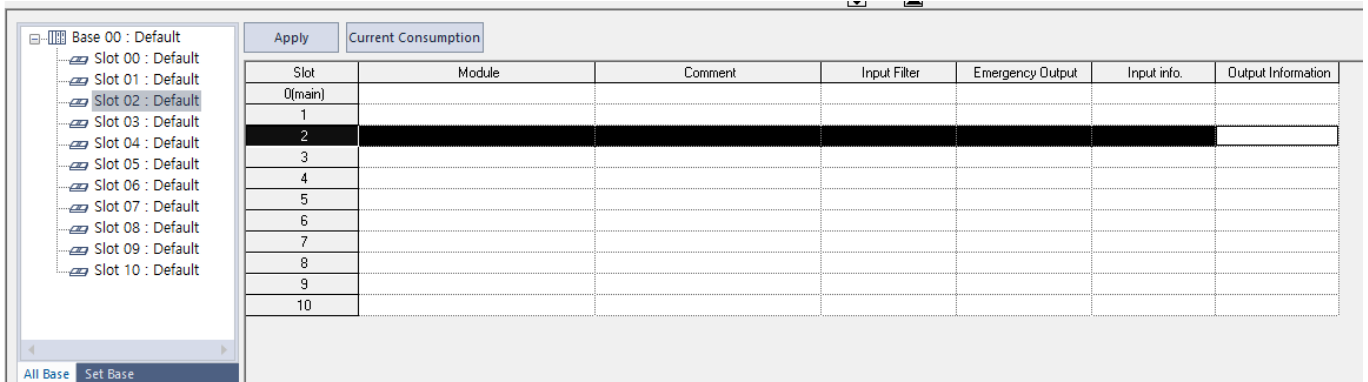 Base 00 : Default
Slot 00 : Default
Slot 01 : Default
Slot 02 : Default
Slot 03 : Default
Slot 04 : Default
Slot 05 : Default
Slot 06 : Default
Slot 07 : Default
Slot 08 : Default
Slot 09 : Default
Slot 10 : Default
All Base Set Base
Apply Current Consumption
Slot Module Comment Input Filter Emergency Output Input info. Output Information
0(main)
1
2
3
4
5
6
7
8
9
10